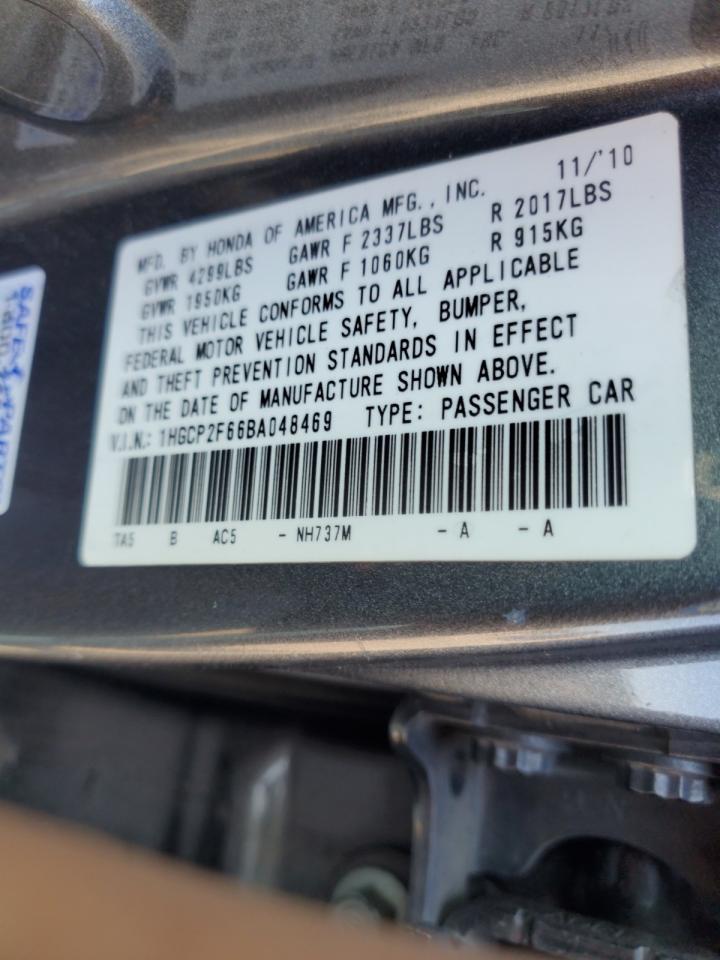 MFD. BY HONDA OF AMERICA MFG., INC. 11/'10
GVWR 4299LBS GAWR F 2337LBS R 2017LBS
GVWR 1950KG GAWR F 1060KG R 915KG
THIS VEHICLE CONFORMS TO ALL APPLICABLE
FEDERAL MOTOR VEHICLE SAFETY, BUMPER,
AND THEFT PREVENTION STANDARDS IN EFFECT
ON THE DATE OF MANUFACTURE SHOWN ABOVE.
V.I.N.: 1HGCP2F66BA048469 TYPE: PASSENGER CAR
TA5 B AC5 - NH737M - A - A